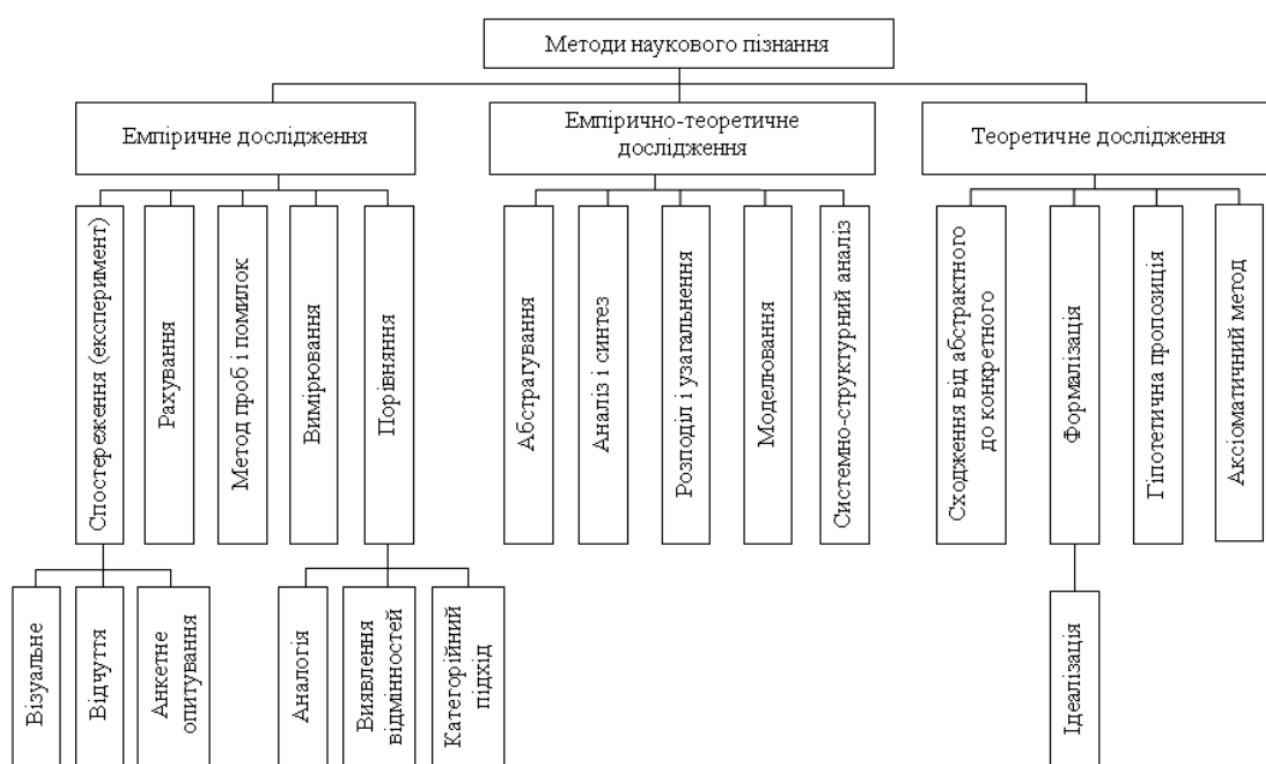 Методи наукового пізнання
Емпіричне дослідження
Емпірично-теоретичне
дослідження
Теоретичне дослідження
Спостереження (експеримент)
Рахування
Метод проб і помилок
Вимірювання
Порівняння
Абстрагування
Аналіз і синтез
Розподіл і узагальнення
Моделювання
Системно-структурний аналіз
Сходження від абстрактного
до конкретного
Формалізація
Гіпотетична пропозиція
Аксіоматичний метод
Візуальне
Відчуття
Анкетне
опитування
Аналогія
Виявлення
відмінностей
Категорійний
підхід
Ідеалізація